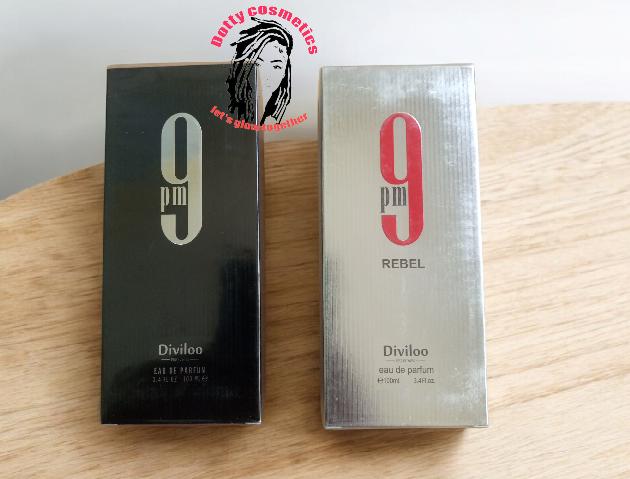 Dotty cosmetics
let's glow together
9
pm
Diviloo
EAU DE PARFUM
3.4 FL OZ 100 ML e
9
pm
REBEL
Diviloo
eau de parfum
e100ml 3.4Fl.oz.